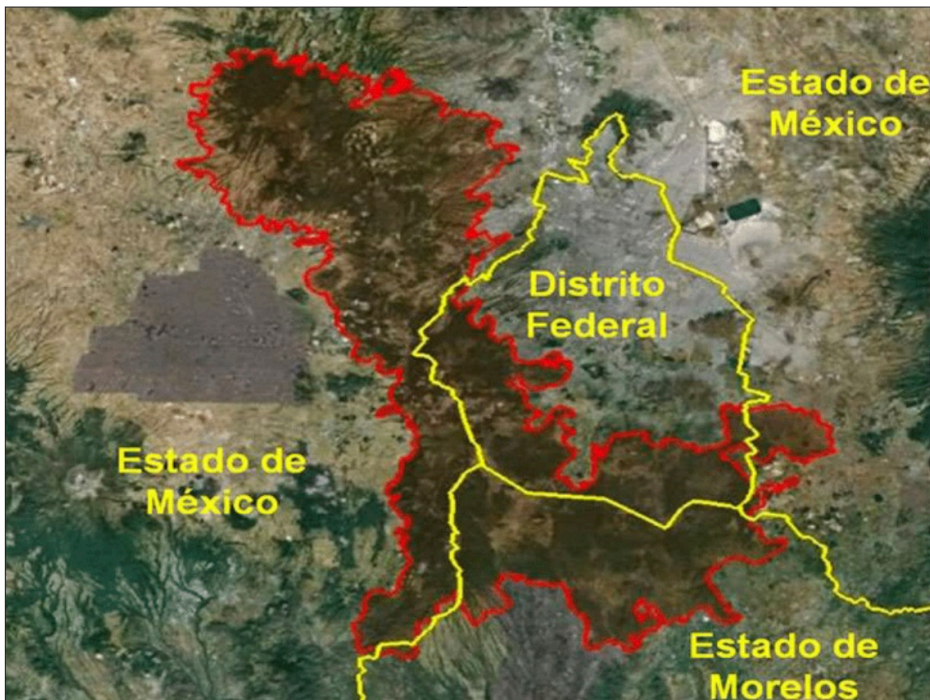 Estado de
México
Distrito
Federal
Estado de
México
Estado de
Morelos